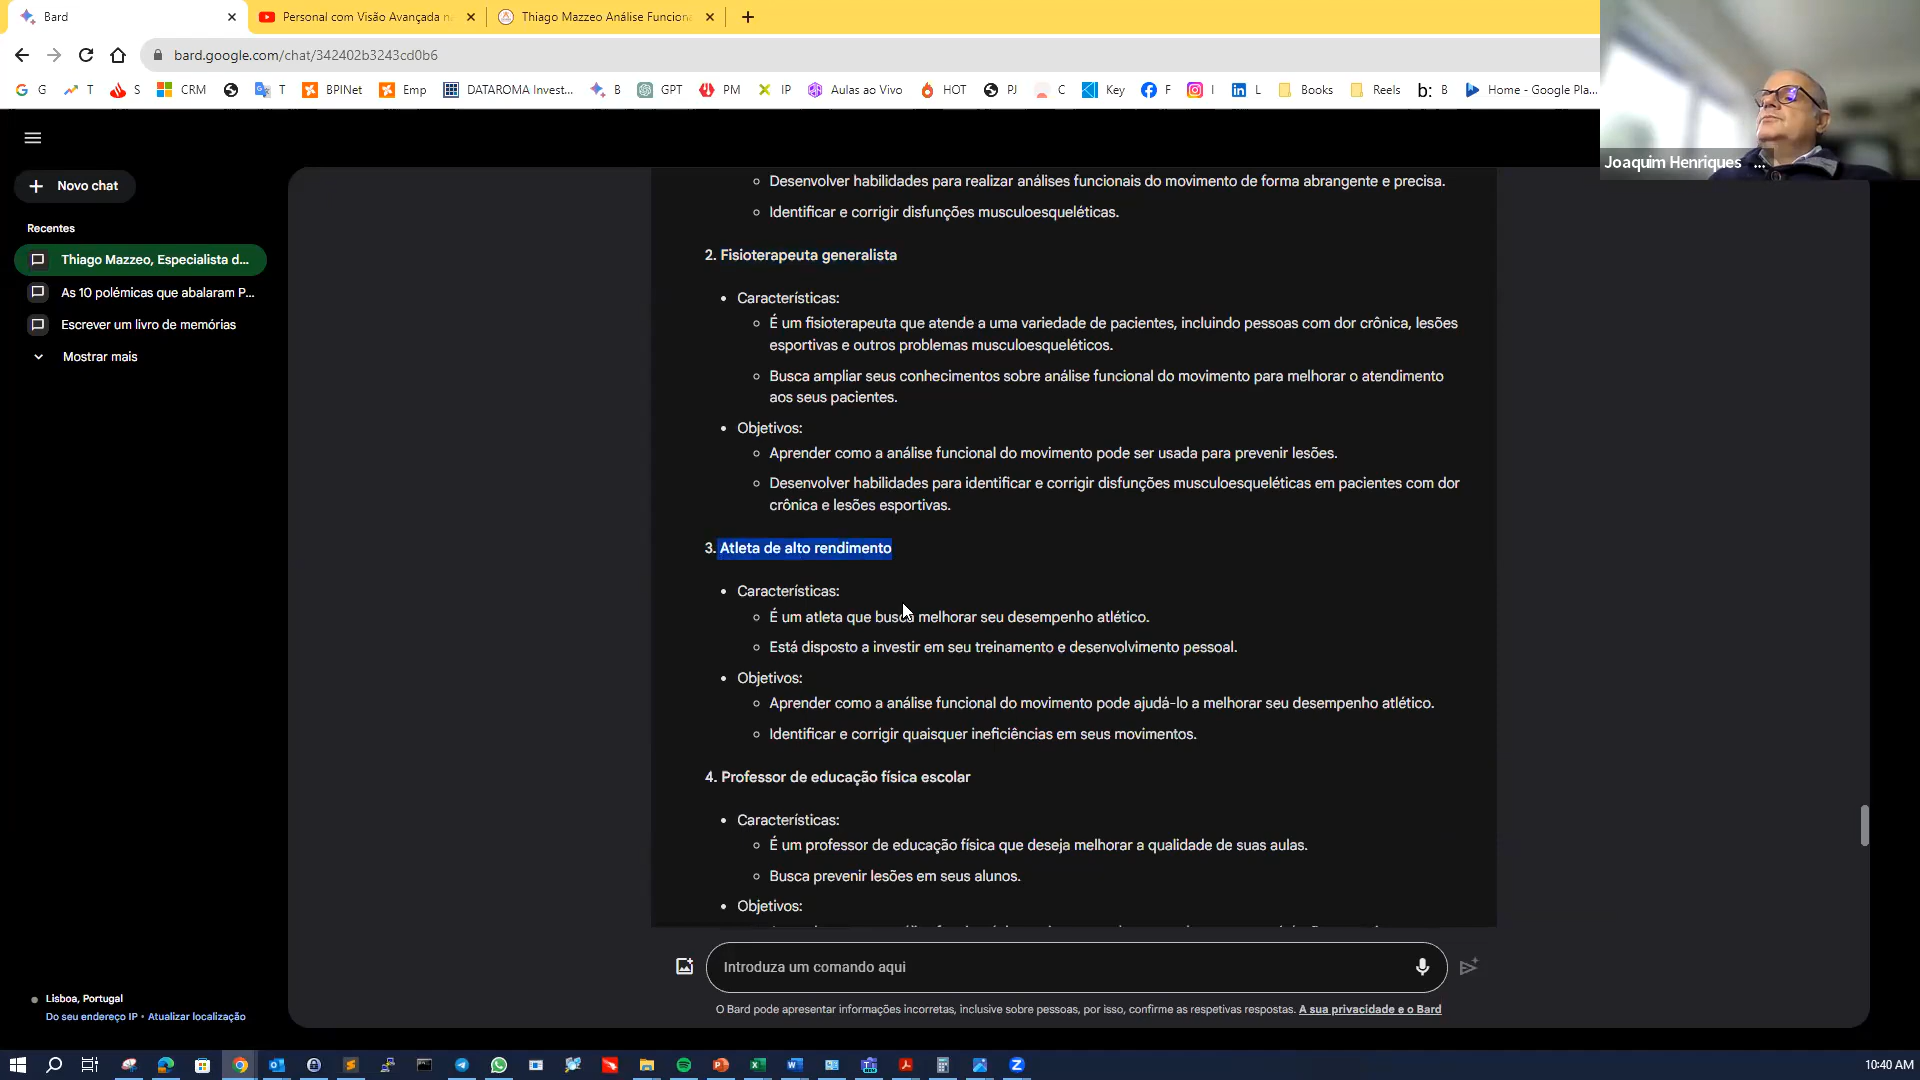 Bard
Personal com Visão Avançada n
Thiago Mazzeo Análise Funciona
bard.google.com/chat/342402b3243cd0b6
G
T
S
CRM
T
BPINet
Emp
DATAROMA Invest...
B
GPT
PM
IP
Aulas ao Vivo
HOT
PJ
C
Key
F
I
L
Books
Reels
b:
B
Home - Google Pla...
Joaquim Henriques ...
Novo chat
Recentes
Thiago Mazzeo, Especialista d...
As 10 polémicas que abalaram P...
Escrever um livro de memórias
Mostrar mais
Desenvolver habilidades para realizar análises funcionais do movimento de forma abrangente e precisa.
Identificar e corrigir disfunções musculoesqueléticas.
2. Fisioterapeuta generalista
Características:
É um fisioterapeuta que atende a uma variedade de pacientes, incluindo pessoas com dor crônica, lesões
esportivas e outros problemas musculoesqueléticos.
Busca ampliar seus conhecimentos sobre análise funcional do movimento para melhorar o atendimento
aos seus pacientes.
Objetivos:
Aprender como a análise funcional do movimento pode ser usada para prevenir lesões.
Desenvolver habilidades para identificar e corrigir disfunções musculoesqueléticas em pacientes com dor
crônica e lesões esportivas.
3. Atleta de alto rendimento
Características:
É um atleta que busca melhorar seu desempenho atlético.
Está disposto a investir em seu treinamento e desenvolvimento pessoal.
Objetivos:
Aprender como a análise funcional do movimento pode ajudá-lo a melhorar seu desempenho atlético.
Identificar e corrigir quaisquer ineficiências em seus movimentos.
4. Professor de educação física escolar
Características:
É um professor de educação física que deseja melhorar a qualidade de suas aulas.
Busca prevenir lesões em seus alunos.
Objetivos:
Introduza um comando aqui
O Bard pode apresentar informações incorretas, inclusive sobre pessoas, por isso, confirme as respetivas respostas. A sua privacidade e o Bard
Lisboa, Portugal
Do seu endereço IP • Atualizar localização
10:40 AM